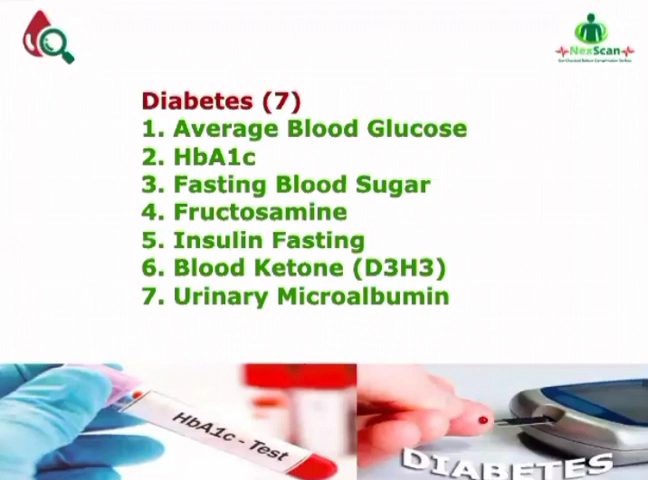 NexScan
Diabetes (7)
1. Average Blood Glucose
2. HbA1c
3. Fasting Blood Sugar
4. Fructosamine
5. Insulin Fasting
6. Blood Ketone (D3H3)
7. Urinary Microalbumin
HbA1c - Test
DIABETES